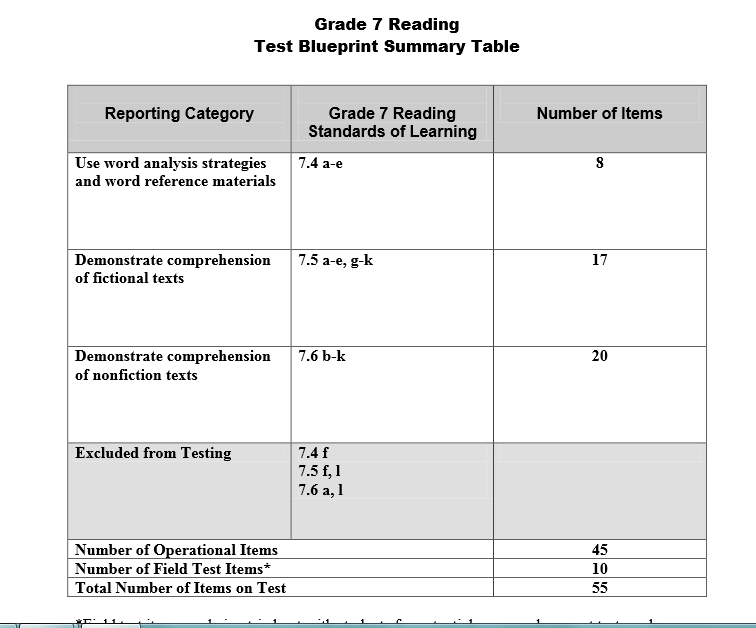 Grade 7 Reading
Test Blueprint Summary Table
Reporting Category
Grade 7 Reading
Standards of Learning
Number of Items
Use word analysis strategies
and word reference materials
7.4 a-e
8
Demonstrate comprehension
of fictional texts
7.5 a-e, g-k
17
Demonstrate comprehension
of nonfiction texts
7.6 b-k
20
Excluded from Testing
7.4 f
7.5 f, l
7.6 a, l
Number of Operational Items
45
Number of Field Test Items*
10
Total Number of Items on Test
55